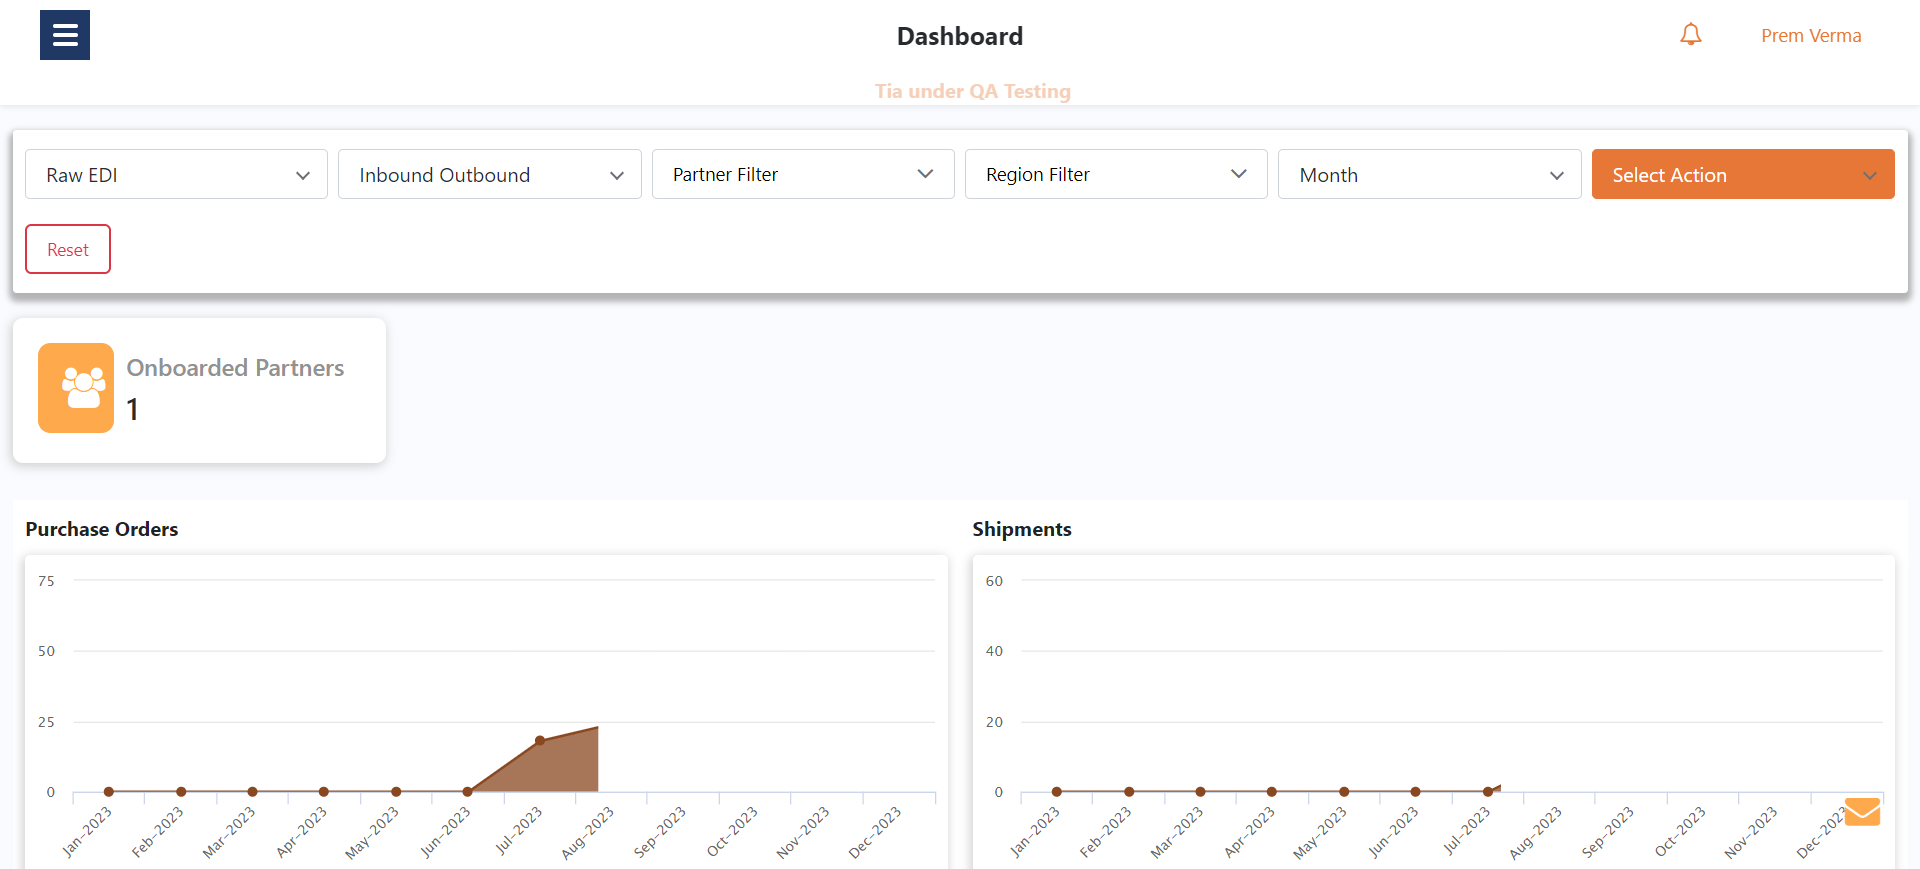 Dashboard
Prem Verma
Tia under QA Testing
Raw EDI
Inbound Outbound
Partner Filter
Region Filter
Month
Select Action
Reset
Onboarded Partners
1
Purchase Orders
75
50
25
0
Jan-2023
Feb-2023
Mar-2023
Apr-2023
May-2023
Jun-2023
Jul-2023
Aug-2023
Sep-2023
Oct-2023
Nov-2023
Dec-2023
Shipments
60
40
20
0
Jan-2023
Feb-2023
Mar-2023
Apr-2023
May-2023
Jun-2023
Jul-2023
Aug-2023
Sep-2023
Oct-2023
Nov-2023
Dec-2023